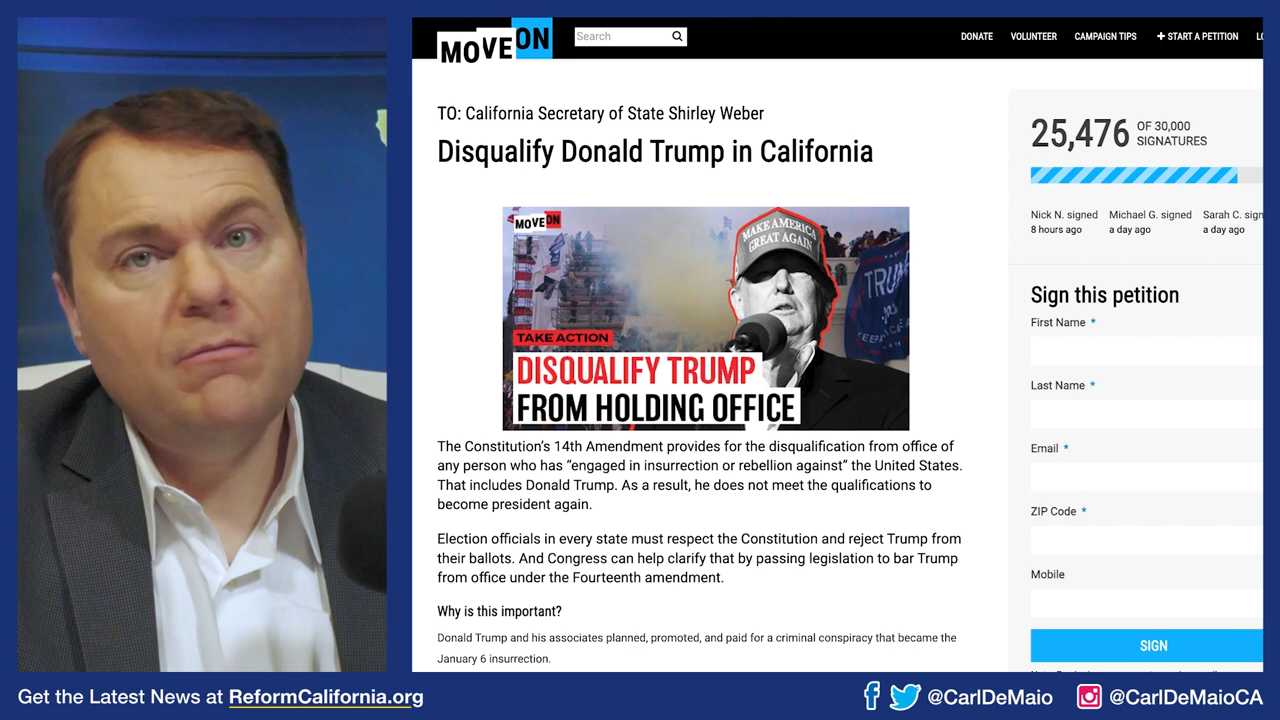 MOVEON
Search
DONATE
VOLUNTEER
CAMPAIGN TIPS
+ START A PETITION
TO: California Secretary of State Shirley Weber
Disqualify Donald Trump in California
MOVEON
MAKE AMERICA
GREAT AGAIN
TRUMP
TAKE ACTION
DISQUALIFY TRUMP
FROM HOLDING OFFICE
The Constitution's 14th Amendment provides for the disqualification from office of
any person who has “engaged in insurrection or rebellion against” the United States.
That includes Donald Trump. As a result, he does not meet the qualifications to
become president again.
Election officials in every state must respect the Constitution and reject Trump from
their ballots. And Congress can help clarify that by passing legislation to bar Trump
from office under the Fourteenth amendment.
Why is this important?
Donald Trump and his associates planned, promoted, and paid for a criminal conspiracy that became the
January 6 insurrection.
25,476 OF 30,000
SIGNATURES
Nick N. signed
8 hours ago
Michael G. signed
a day ago
Sarah C. sign
a day ago
Sign this petition
First Name *
Last Name *
Email *
ZIP Code *
Mobile
SIGN
Get the Latest News at ReformCalifornia.org
@CarlDeMaio
@CarlDeMaioCA